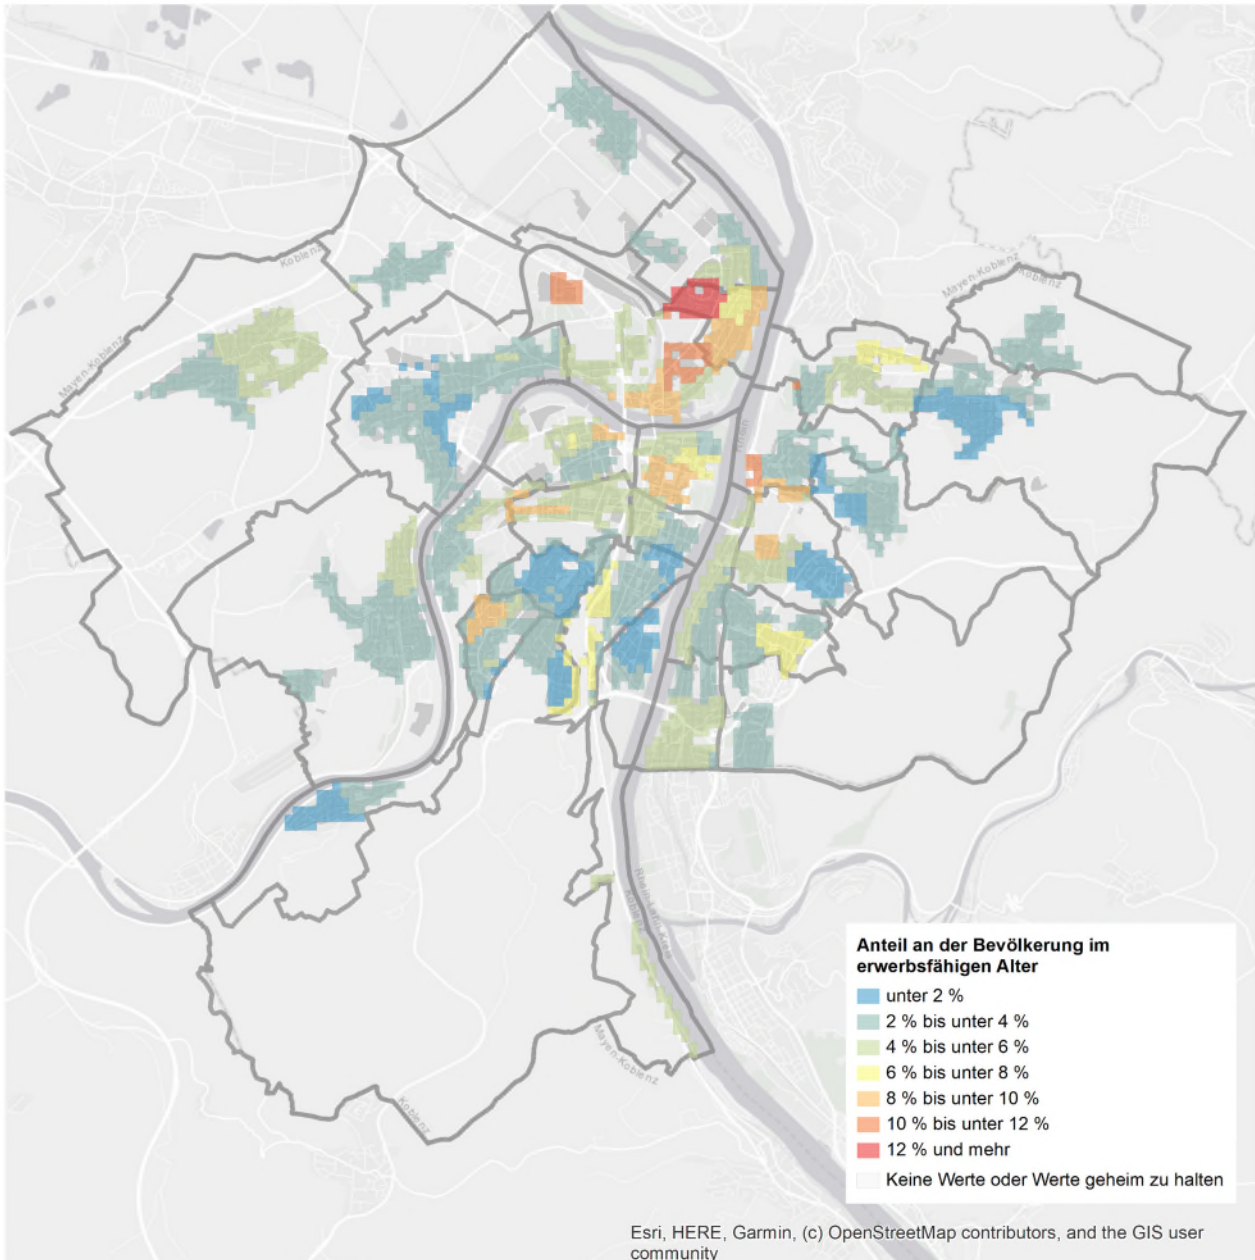 Koblenz
Mayen-Koblenz
Koblenz
Mayen-Koblenz
Rhein
Rhein-Lahn-Kreis
Koblenz
Mayen-Koblenz
Koblenz
Anteil an der Bevölkerung im
erwerbsfähigen Alter
unter 2 %
2 % bis unter 4 %
4 % bis unter 6 %
6 % bis unter 8 %
8 % bis unter 10 %
10 % bis unter 12 %
12 % und mehr
Keine Werte oder Werte geheim zu halten
Esri, HERE, Garmin, (c) OpenStreetMap contributors, and the GIS user
community